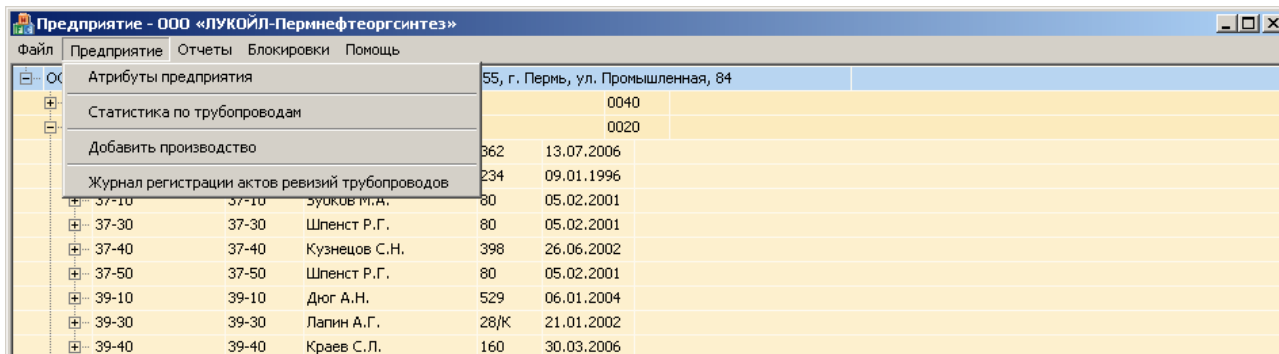 Предприятие - ООО «ЛУКОЙЛ-Пермнефтеоргсинтез»
Файл Предприятие Отчеты Блокировки Помощь
Атрибуты предприятия
Статистика по трубопроводам
Добавить производство
Журнал регистрации актов ревизий трубопроводов
55, г. Пермь, ул. Промышленная, 84
0040
0020
362 13.07.2006
234 09.01.1996
37-10 37-10 Зубков М.А. 80 05.02.2001
37-30 37-30 Шпенст Р.Г. 80 05.02.2001
37-40 37-40 Кузнецов С.Н. 398 26.06.2002
37-50 37-50 Шпенст Р.Г. 80 05.02.2001
39-10 39-10 Дюг А.Н. 529 06.01.2004
39-30 39-30 Лапин А.Г. 28/К 21.01.2002
39-40 39-40 Краев С.Л. 160 30.03.2006